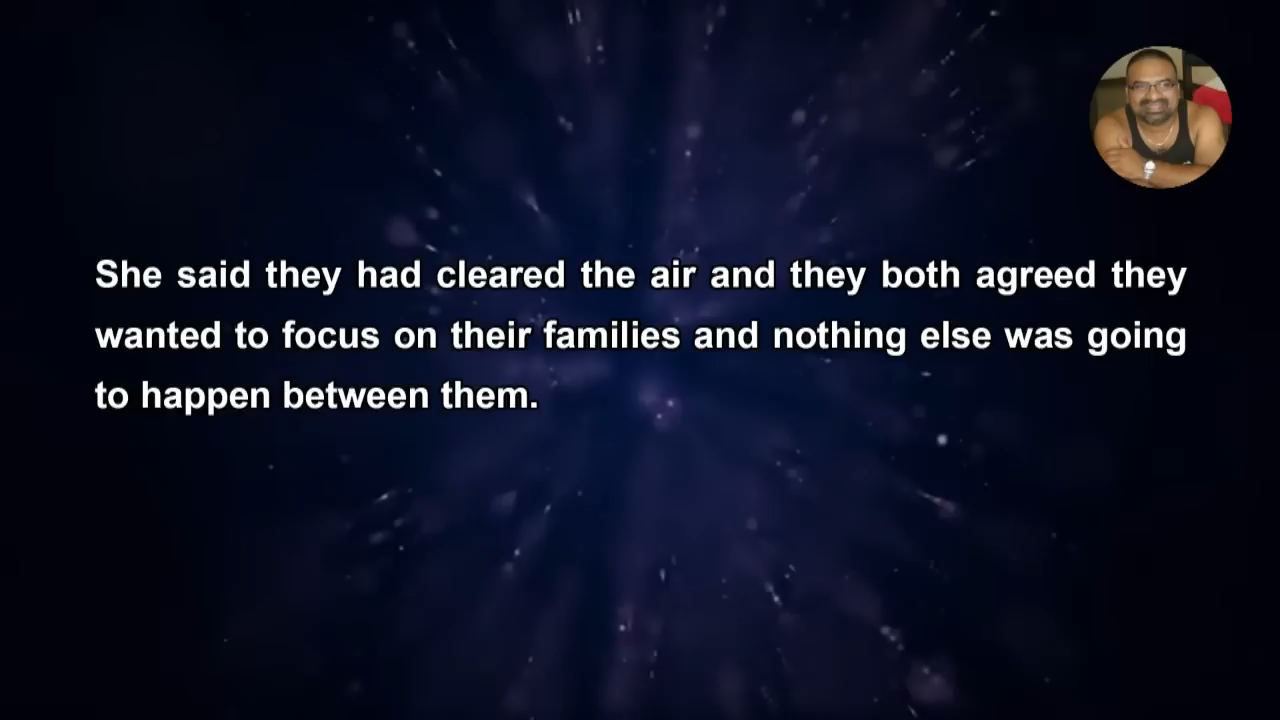 She said they had cleared the air and they both agreed they
wanted to focus on their families and nothing else was going
to happen between them.